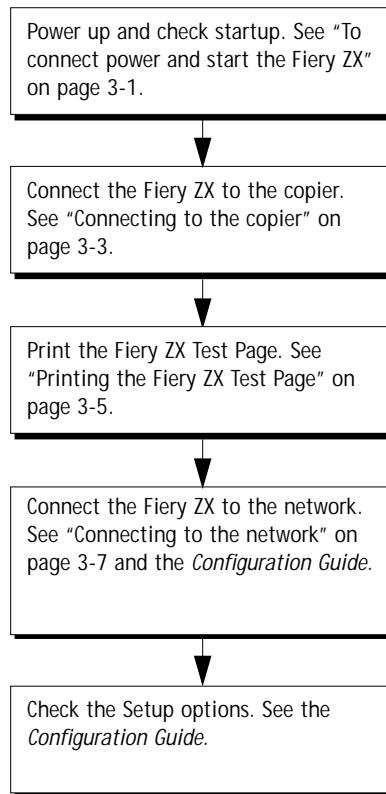 Power up and check startup. See “To
connect power and start the Fiery ZX”
on page 3-1.
Connect the Fiery ZX to the copier.
See “Connecting to the copier” on
page 3-3.
Print the Fiery ZX Test Page. See
“Printing the Fiery ZX Test Page” on
page 3-5.
Connect the Fiery ZX to the network.
See “Connecting to the network” on
page 3-7 and the Configuration Guide.
Check the Setup options. See the
Configuration Guide.